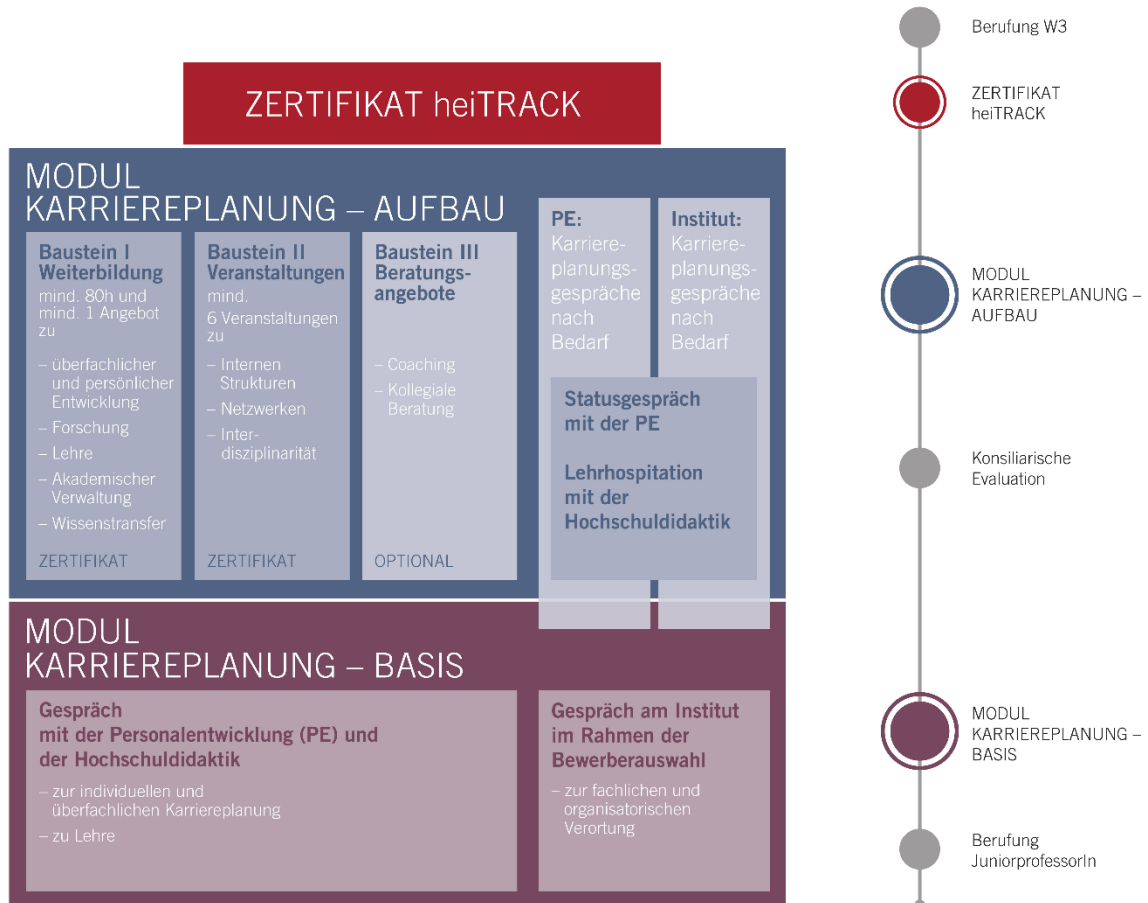 ZERTIFIKAT heiTRACK
MODUL
KARRIEREPLANUNG – AUFBAU
Baustein I
Weiterbildung
mind. 80h und
mind. 1 Angebot
zu
– überfachlicher
und persönlicher
Entwicklung
– Forschung
– Lehre
– Akademischer
Verwaltung
– Wissenstransfer
ZERTIFIKAT
Baustein II
Veranstaltungen
mind.
6 Veranstaltungen
zu
– Internen
Strukturen
– Netzwerken
– Inter-
disziplinarität
ZERTIFIKAT
Baustein III
Beratungs-
angebote
– Coaching
– Kollegiale
Beratung
OPTIONAL
PE:
Karriere-
planungs-
gespräche
nach
Bedarf
Institut:
Karriere-
planungs-
gespräche
nach
Bedarf
Statusgespräch
mit der PE
Lehrhospitation
mit der
Hochschuldidaktik
MODUL
KARRIEREPLANUNG – BASIS
Gespräch
mit der Personalentwicklung (PE) und
der Hochschuldidaktik
– zur individuellen und
überfachlichen Karriereplanung
– zu Lehre
Gespräch am Institut
im Rahmen der
Bewerberauswahl
– zur fachlichen und
organisatorischen
Verortung
Berufung W3
ZERTIFIKAT
heiTRACK
MODUL
KARRIEREPLANUNG –
AUFBAU
Konsiliarische
Evaluation
MODUL
KARRIEREPLANUNG –
BASIS
Berufung
JuniorprofessorIn